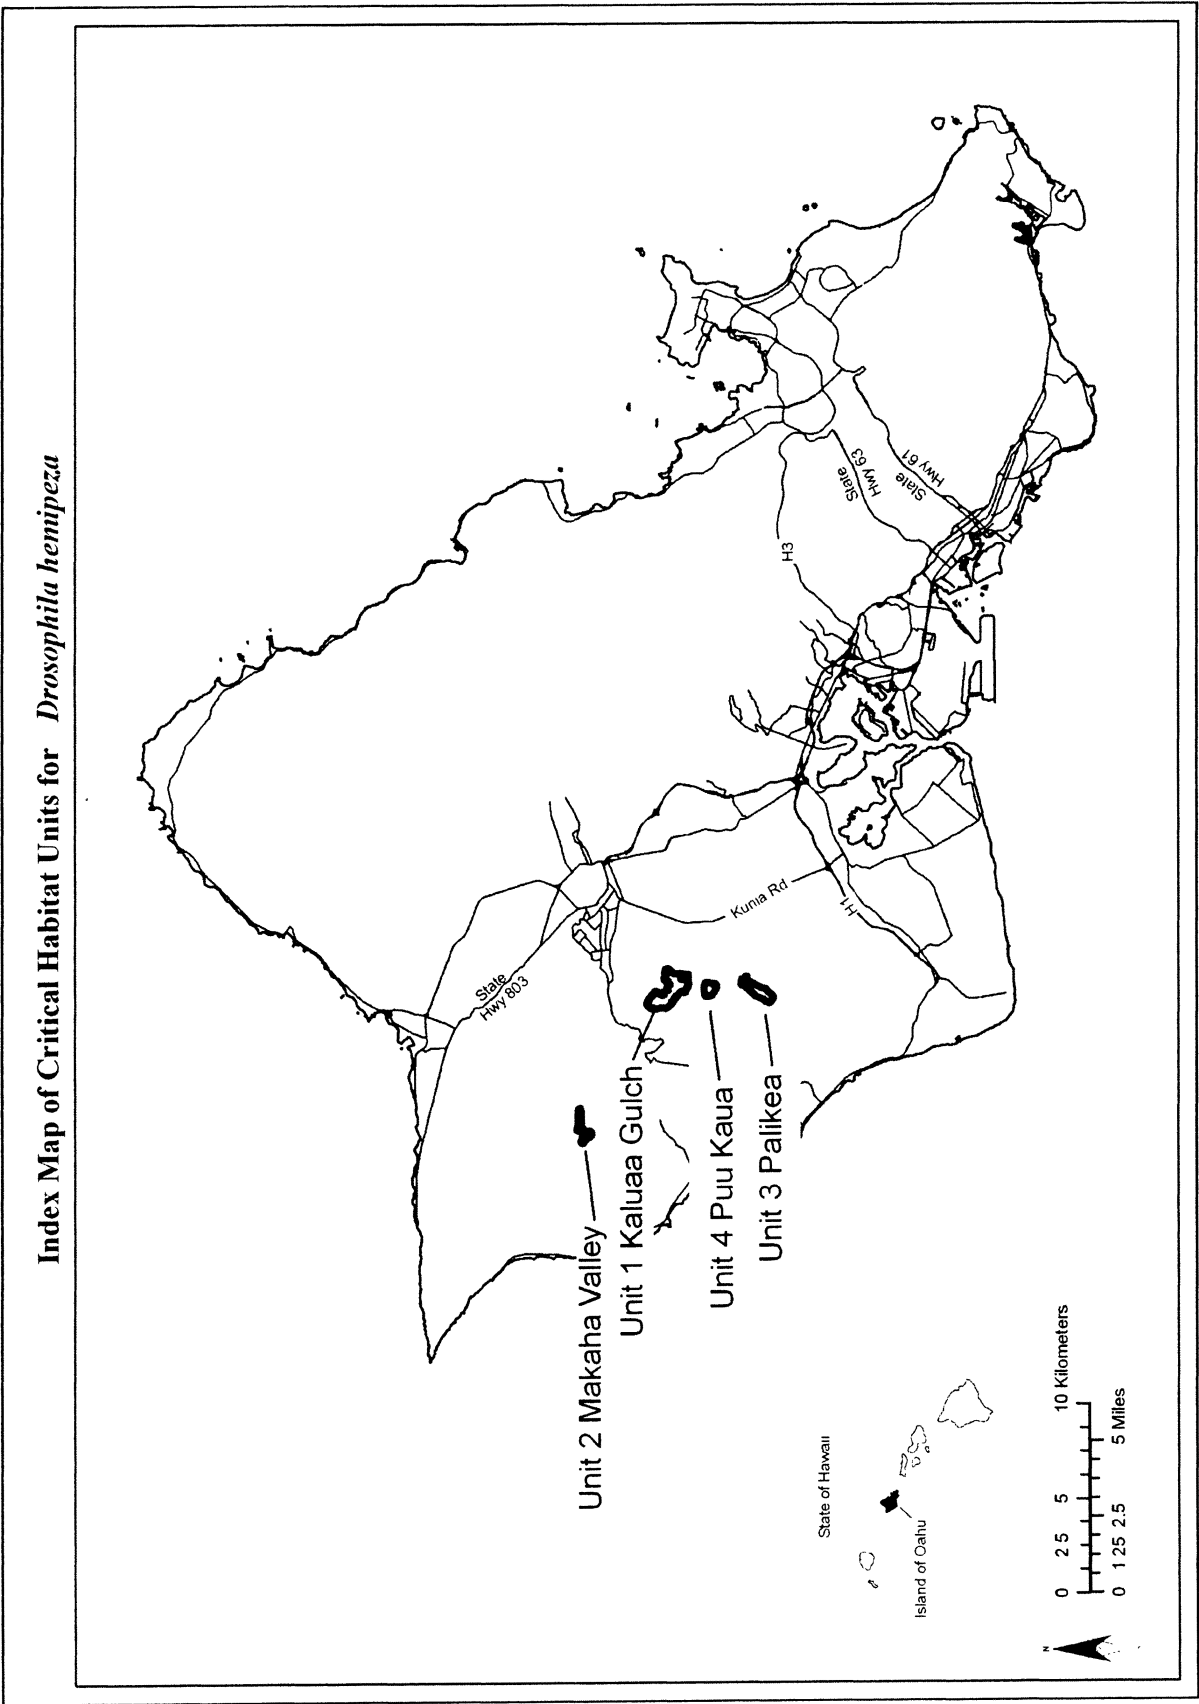 Index Map of Critical Habitat Units for Drosophila hemipeza
State
Hwy 803
Kunia Rd
H1
H3
State
Hwy 63
State
Hwy 61
Unit 2 Makaha Valley
Unit 1 Kaluaa Gulch
Unit 4 Puu Kaua
Unit 3 Palikea
State of Hawaii
Island of Oahu
N
0 2 5 5 10 Kilometers
0 1 25 2.5 5 Miles